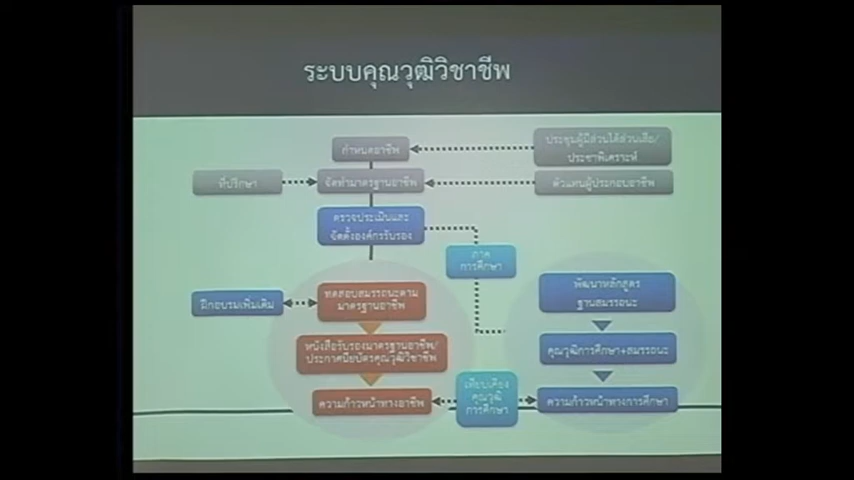 ระบบคุณวุฒิวิชาชีพ
กำหนดอาชีพ
ประชุมผู้มีส่วนได้ส่วนเสีย/
ประชาพิเคราะห์
ที่ปรึกษา
จัดทำมาตรฐานอาชีพ
ตัวแทนผู้ประกอบอาชีพ
ตรวจประเมินและ
จัดตั้งองค์กรรับรอง
ภาค
การศึกษา
ฝึกอบรมเพิ่มเติม
ทดสอบสมรรถนะตาม
มาตรฐานอาชีพ
พัฒนาหลักสูตร
ฐานสมรรถนะ
หนังสือรับรองมาตรฐานอาชีพ/
ประกาศนียบัตรคุณวุฒิวิชาชีพ
คุณวุฒิการศึกษา+สมรรถนะ
ความก้าวหน้าทางอาชีพ
เทียบเคียง
คุณวุฒิ
การศึกษา
ความก้าวหน้าทางการศึกษา